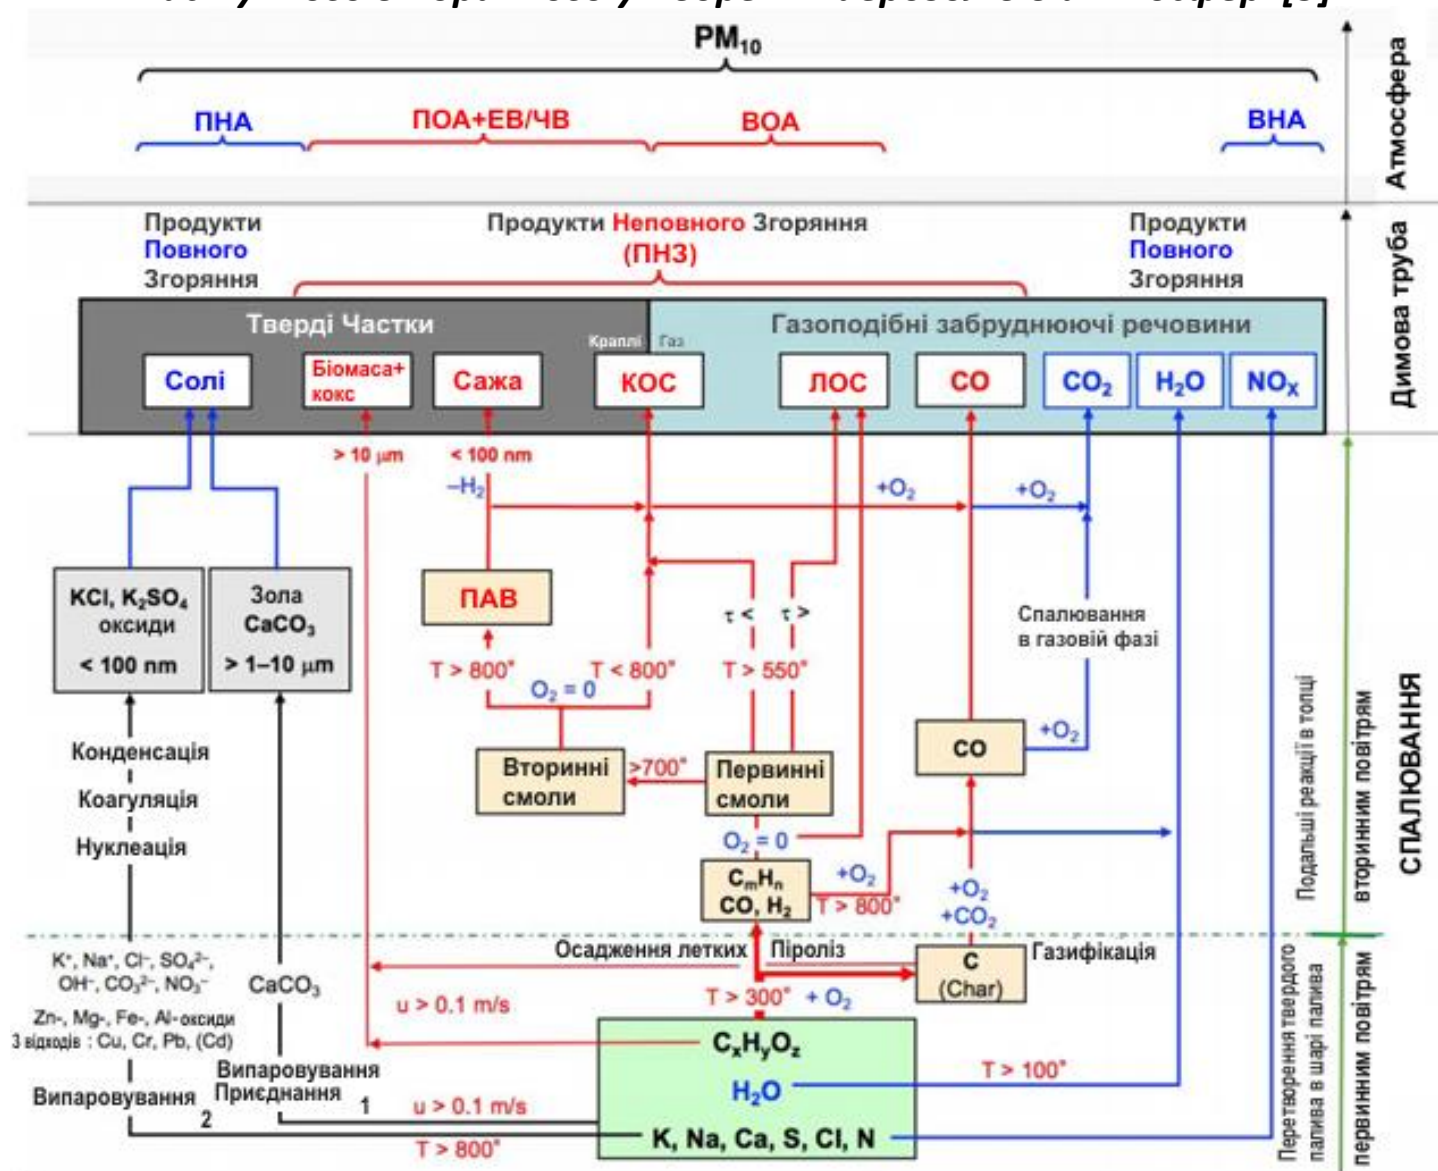 PM₁₀
ПНА
ПОА+ЕВ/ЧВ
ВОА
ВНА
Атмосфера
Продукти
Повного
Згоряння
Продукти Неповного Згоряння
(ПНЗ)
Продукти
Повного
Згоряння
Димова труба
Тверді Частки
Газоподібні забруднюючі речовини
Краплі
Газ
Солі
Біомаса+
кокс
Сажа
КОС
ЛОС
CO
CO₂
H₂O
NOₓ
> 10 μm
< 100 nm
–H₂
+O₂
+O₂
KCl, K₂SO₄
оксиди
< 100 nm
Зола
CaCO₃
> 1–10 μm
ПАВ
τ <
τ >
Спалювання
в газовій фазі
T > 800°
T < 800°
T > 550°
O₂ = 0
Конденсація
Коагуляція
Нуклеація
Вторинні
смоли
>700°
Первинні
смоли
CO
+O₂
O₂ = 0
CₘHₙ
CO, H₂
+O₂
T > 800°
+O₂
+CO₂
Подальші реакції в топці
вторинним повітрям
СПАЛЮВАННЯ
Осадження летких
Піроліз
Газифікація
K⁺, Na⁺, Cl⁻, SO₄²⁻,
OH⁻, CO₃²⁻, NO₃⁻
CaCO₃
C
(Char)
Zn-, Mg-, Fe-, Al-оксиди
З відходів : Cu, Cr, Pb, (Cd)
u > 0.1 m/s
T > 300° + O₂
CₓHᵧO_z
Випаровування
Приєднання
Випаровування
1
2
u > 0.1 m/s
T > 800°
H₂O
T > 100°
K, Na, Ca, S, Cl, N
Перетворення твердого
палива в шарі палива
первинним повітрям